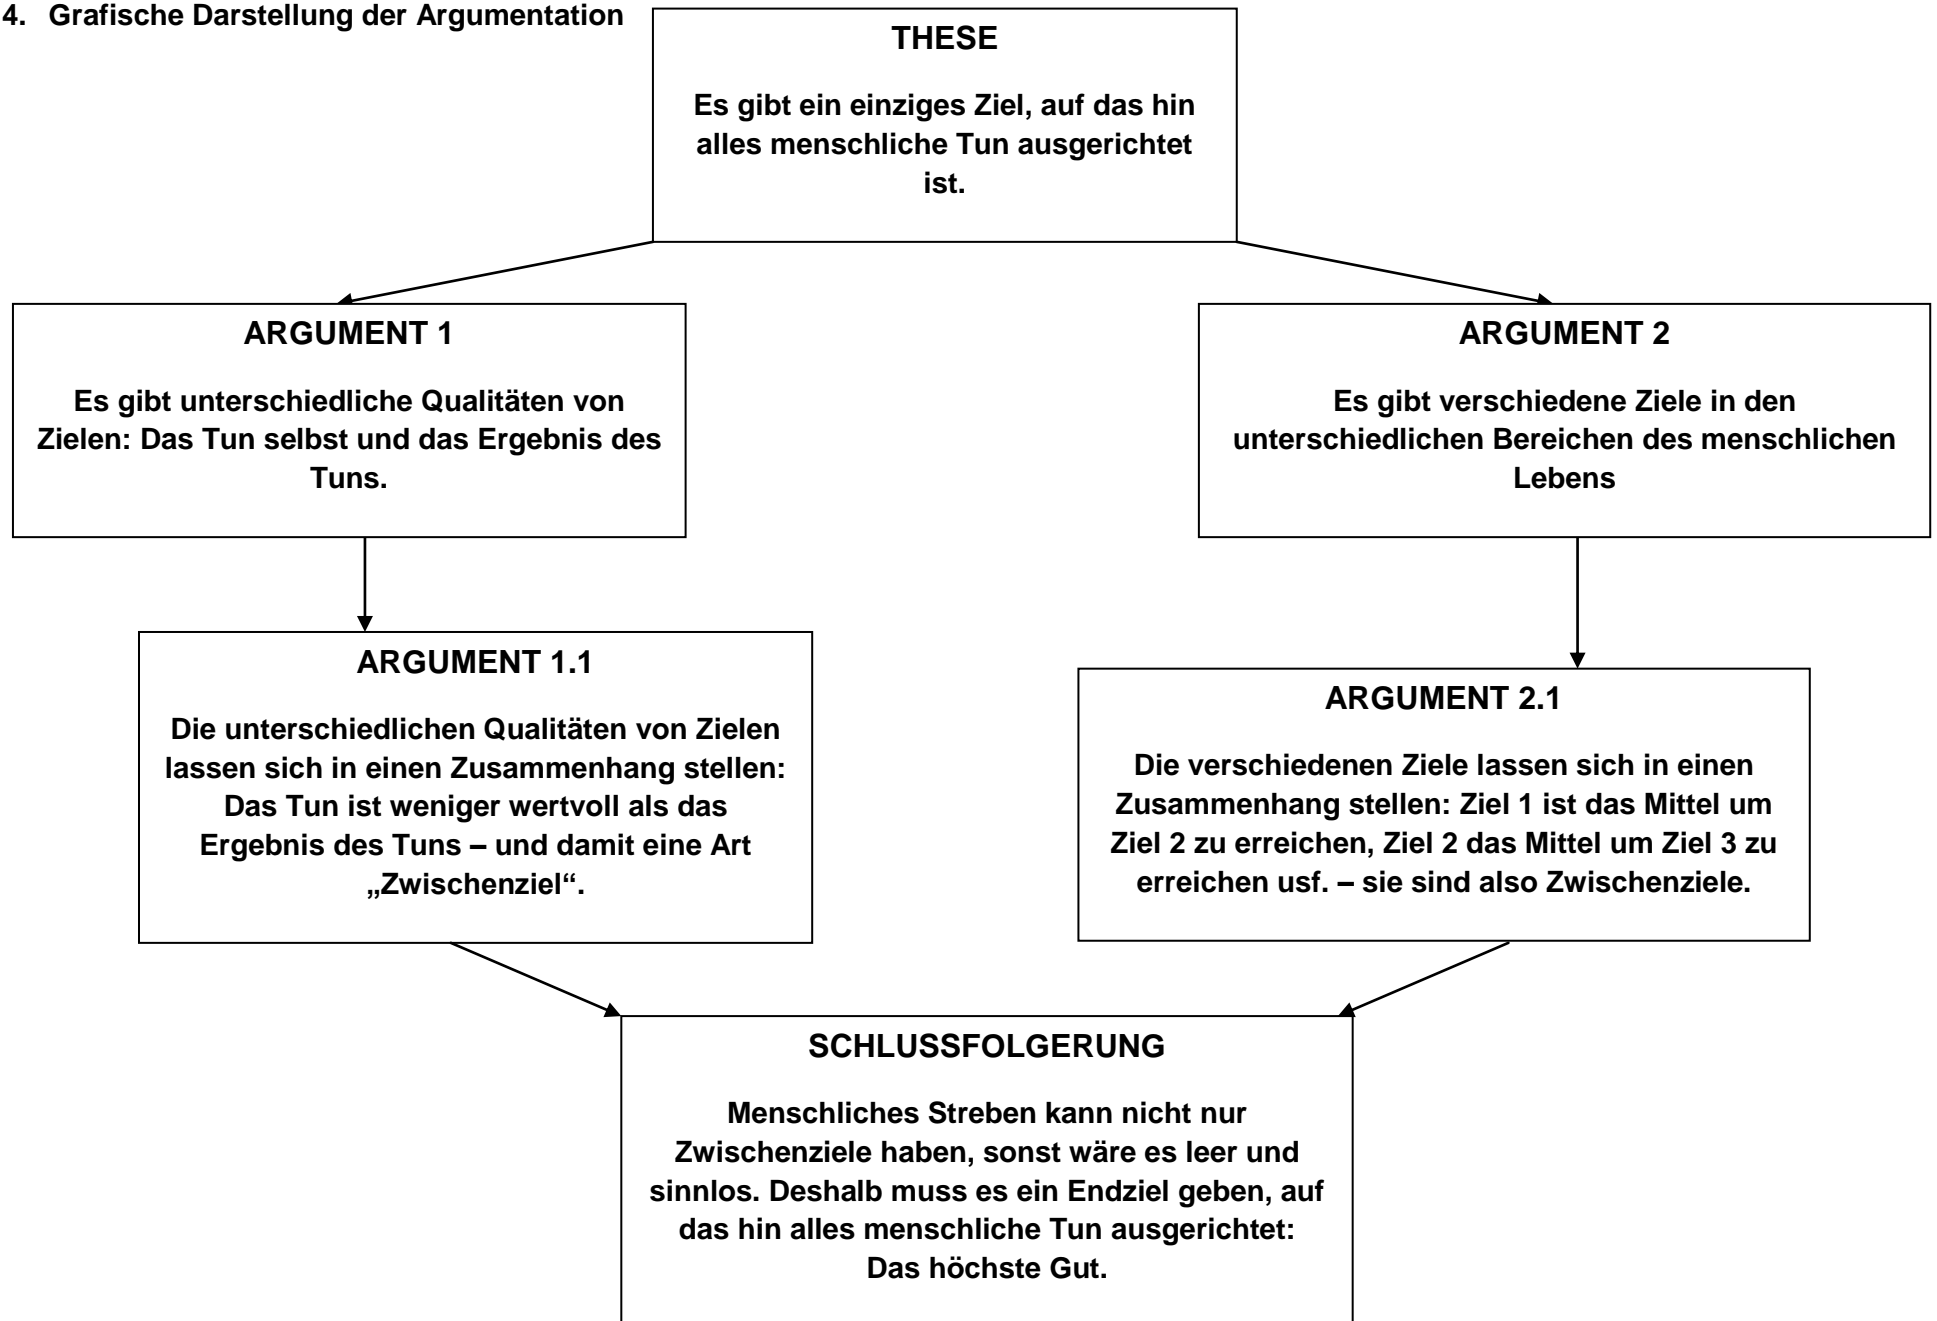 4. Grafische Darstellung der Argumentation
THESE
Es gibt ein einziges Ziel, auf das hin
alles menschliche Tun ausgerichtet
ist.
ARGUMENT 1
Es gibt unterschiedliche Qualitäten von
Zielen: Das Tun selbst und das Ergebnis des
Tuns.
ARGUMENT 2
Es gibt verschiedene Ziele in den
unterschiedlichen Bereichen des menschlichen
Lebens
ARGUMENT 1.1
Die unterschiedlichen Qualitäten von Zielen
lassen sich in einen Zusammenhang stellen:
Das Tun ist weniger wertvoll als das
Ergebnis des Tuns – und damit eine Art
„Zwischenziel“.
ARGUMENT 2.1
Die verschiedenen Ziele lassen sich in einen
Zusammenhang stellen: Ziel 1 ist das Mittel um
Ziel 2 zu erreichen, Ziel 2 das Mittel um Ziel 3 zu
erreichen usf. – sie sind also Zwischenziele.
SCHLUSSFOLGERUNG
Menschliches Streben kann nicht nur
Zwischenziele haben, sonst wäre es leer und
sinnlos. Deshalb muss es ein Endziel geben, auf
das hin alles menschliche Tun ausgerichtet:
Das höchste Gut.